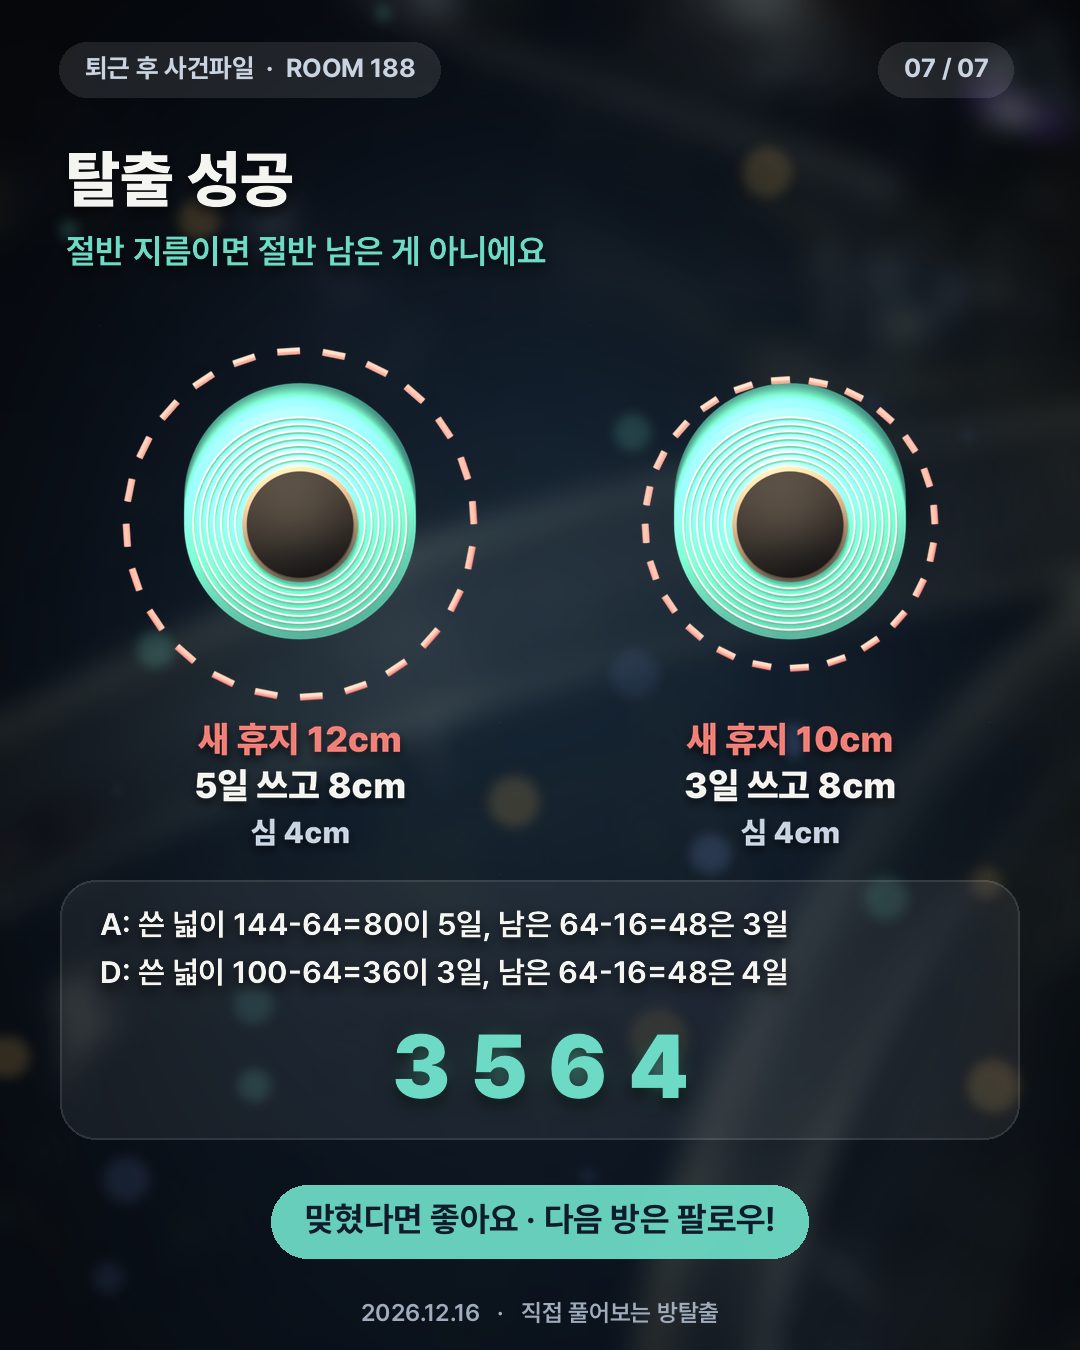 퇴근 후 사건파일 · ROOM 188
07 / 07
탈출 성공
절반 지름이면 절반 남은 게 아니에요
새 휴지 12cm
5일 쓰고 8cm
심 4cm
새 휴지 10cm
3일 쓰고 8cm
심 4cm
A: 쓴 넓이 144-64=80이 5일, 남은 64-16=48은 3일
D: 쓴 넓이 100-64=36이 3일, 남은 64-16=48은 4일
3 5 6 4
맞혔다면 좋아요 · 다음 방은 팔로우!
2026.12.16 · 직접 풀어보는 방탈출